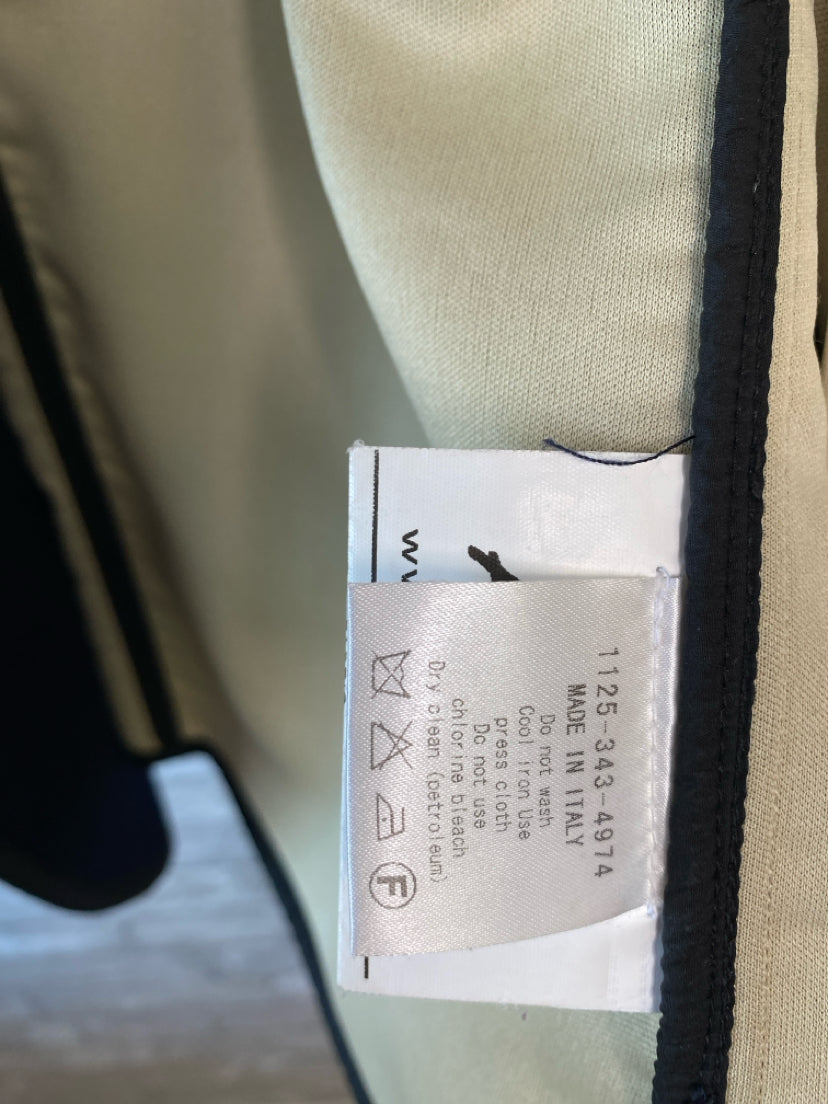 1125-343-4974
MADE IN ITALY
Do not wash
Cool iron Use
press cloth
Do not use
chlorine bleach
Dry clean (petroleum)
F